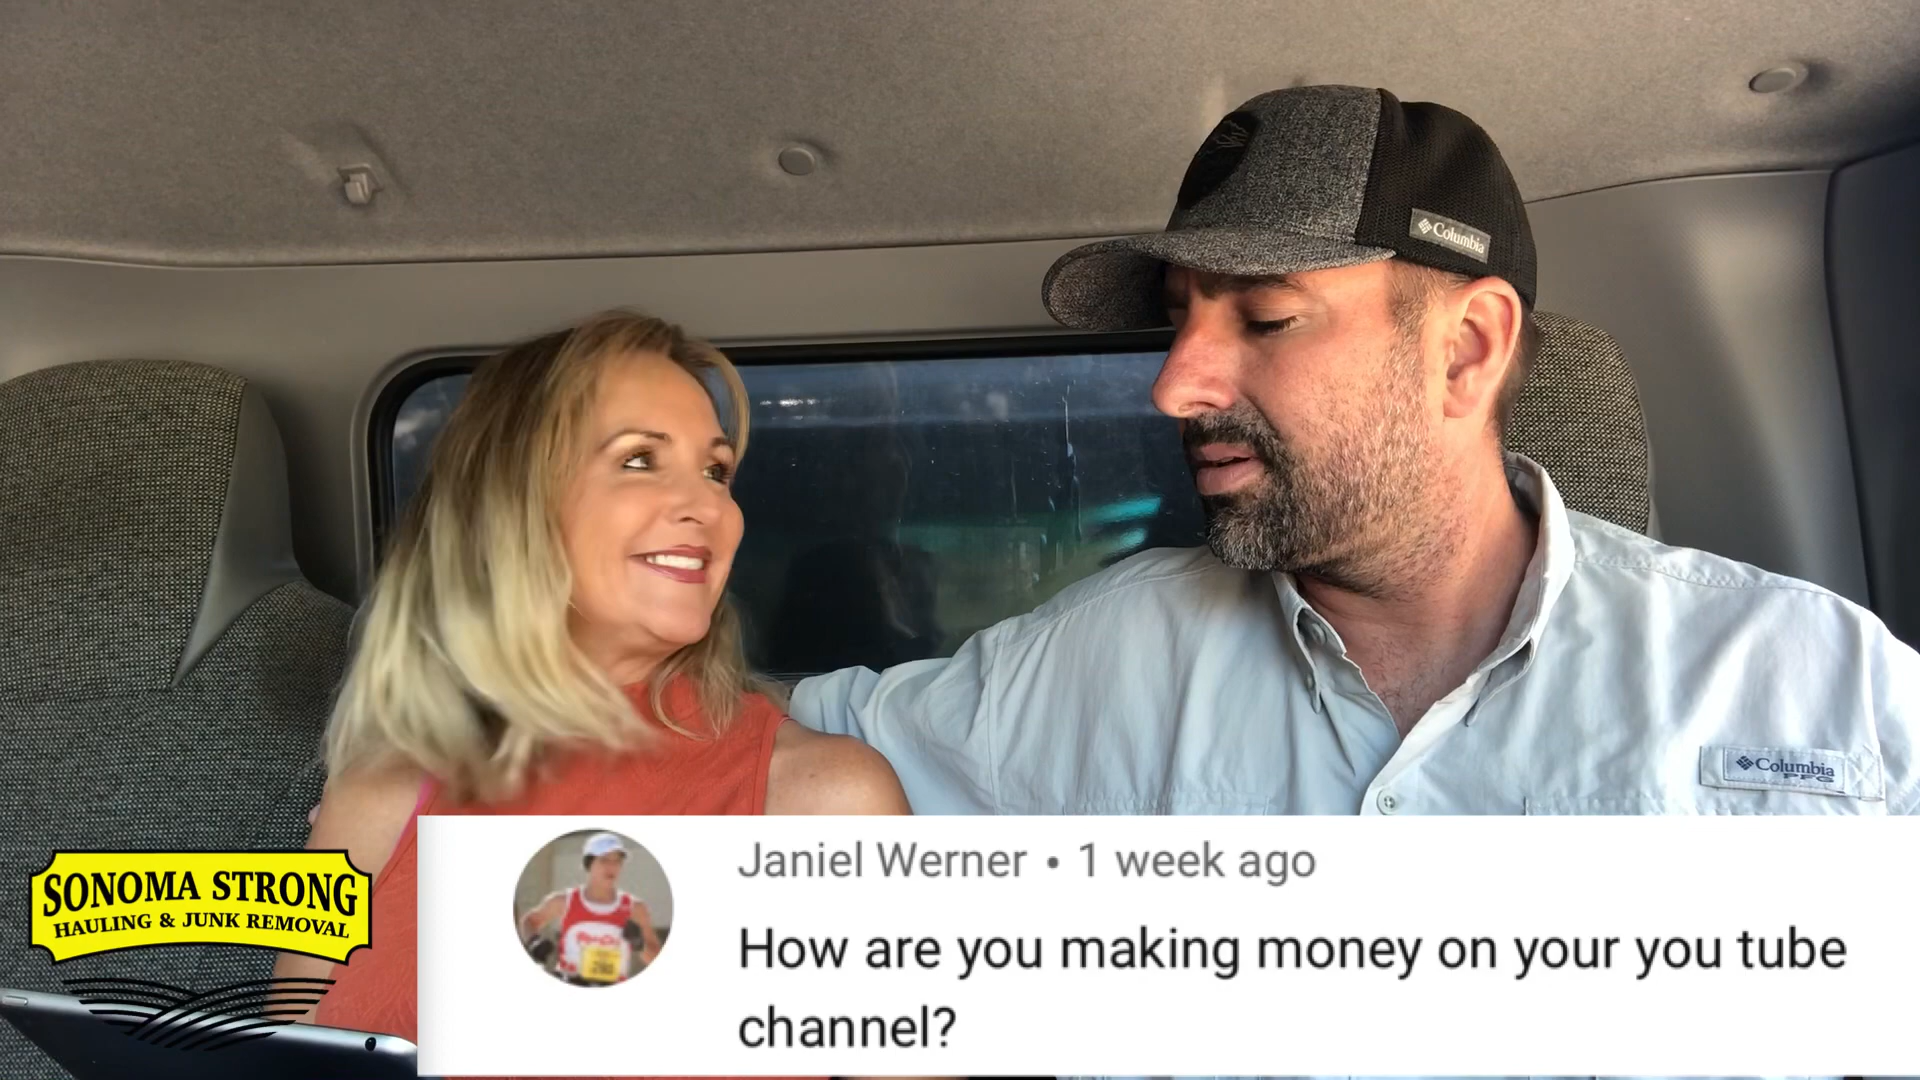 Columbia
Columbia
PFG
SONOMA STRONG
HAULING & JUNK REMOVAL
Janiel Werner • 1 week ago
How are you making money on your you tube
channel?